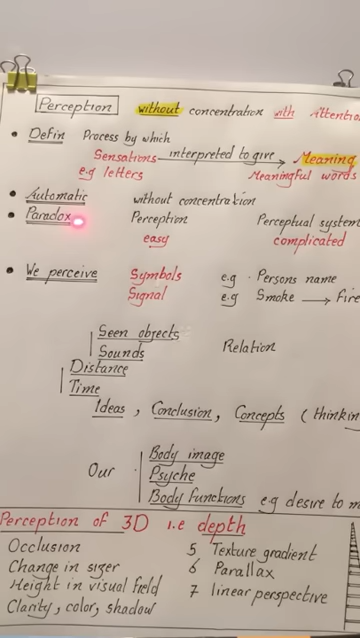 Perception without concentration with Attenti
• Defin Process by which
Sensations interpreted to give → Meaning
e.g letters Meaningful words
• Automatic without concentration
• Paradox Perception Perceptual system
easy complicated
• We perceive Symbols e.g Persons name
Signal e.g Smoke → fire
Seen objects
Sounds Relation
Distance
Time
Ideas, Conclusion, Concepts (thinkin
Body image
Our Psyche
Body functions e.g desire to m
Perception of 3D i.e depth
Occlusion 5 Texture gradient
Change in sizer 6 Parallax
Height in visual field 7 linear perspective
Clarity, color, shadow